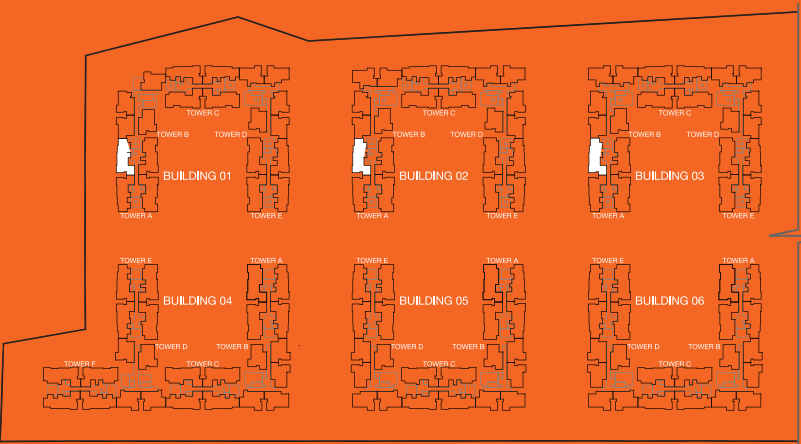 TOWER C TOWER C TOWER C
TOWER B TOWER D TOWER B TOWER D TOWER B TOWER D
BUILDING 01 BUILDING 02 BUILDING 03
TOWER A TOWER E TOWER A TOWER E TOWER A TOWER E
TOWER E TOWER A TOWER E TOWER A TOWER E TOWER A
BUILDING 04 BUILDING 05 BUILDING 06
TOWER D TOWER B TOWER D TOWER B TOWER D TOWER B
TOWER F TOWER C TOWER C TOWER C